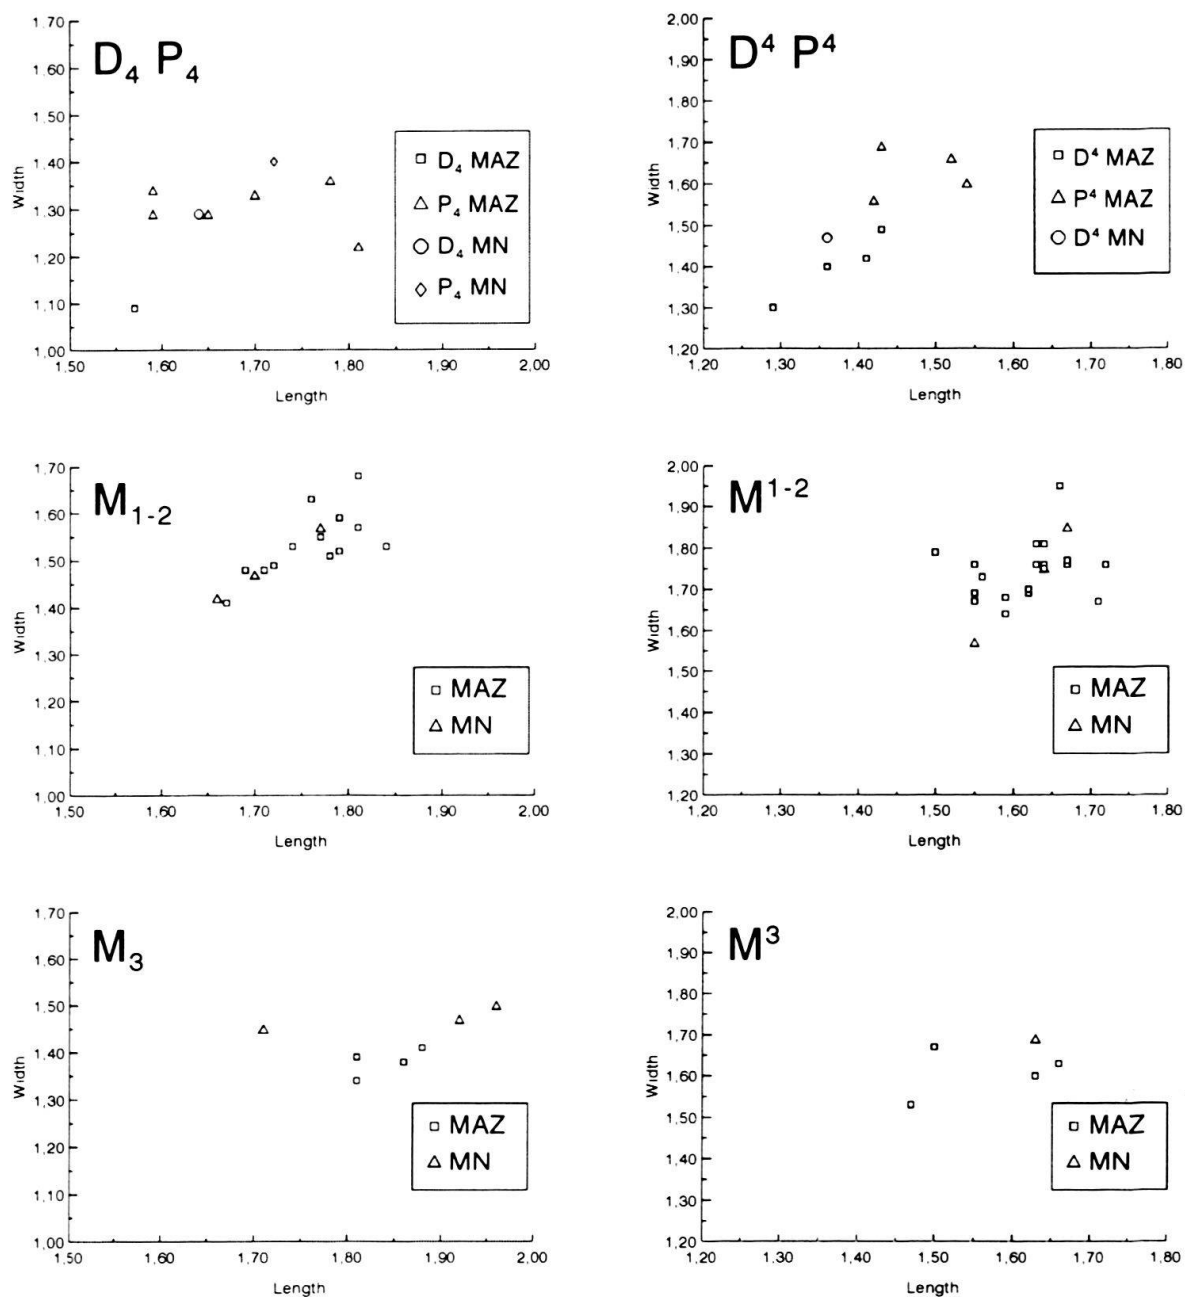 D₄ P₄
1,70
1,60
1,50
1,40
1,30
1,20
1,10
1,00
Width
1,50 1,60 1,70 1,80 1,90 2,00
Length
D₄ MAZ
P₄ MAZ
D₄ MN
P₄ MN
D⁴ P⁴
2,00
1,90
1,80
1,70
1,60
1,50
1,40
1,30
1,20
Width
1,20 1,30 1,40 1,50 1,60 1,70 1,80
Length
D⁴ MAZ
P⁴ MAZ
D⁴ MN
M₁₋₂
1,70
1,60
1,50
1,40
1,30
1,20
1,10
1,00
Width
1,50 1,60 1,70 1,80 1,90 2,00
Length
MAZ
MN
M¹⁻²
2,00
1,90
1,80
1,70
1,60
1,50
1,40
1,30
1,20
Width
1,20 1,30 1,40 1,50 1,60 1,70 1,80
Length
MAZ
MN
M₃
1,70
1,60
1,50
1,40
1,30
1,20
1,10
1,00
Width
1,50 1,60 1,70 1,80 1,90 2,00
Length
MAZ
MN
M³
2,00
1,90
1,80
1,70
1,60
1,50
1,40
1,30
1,20
Width
1,20 1,30 1,40 1,50 1,60 1,70 1,80
Length
MAZ
MN